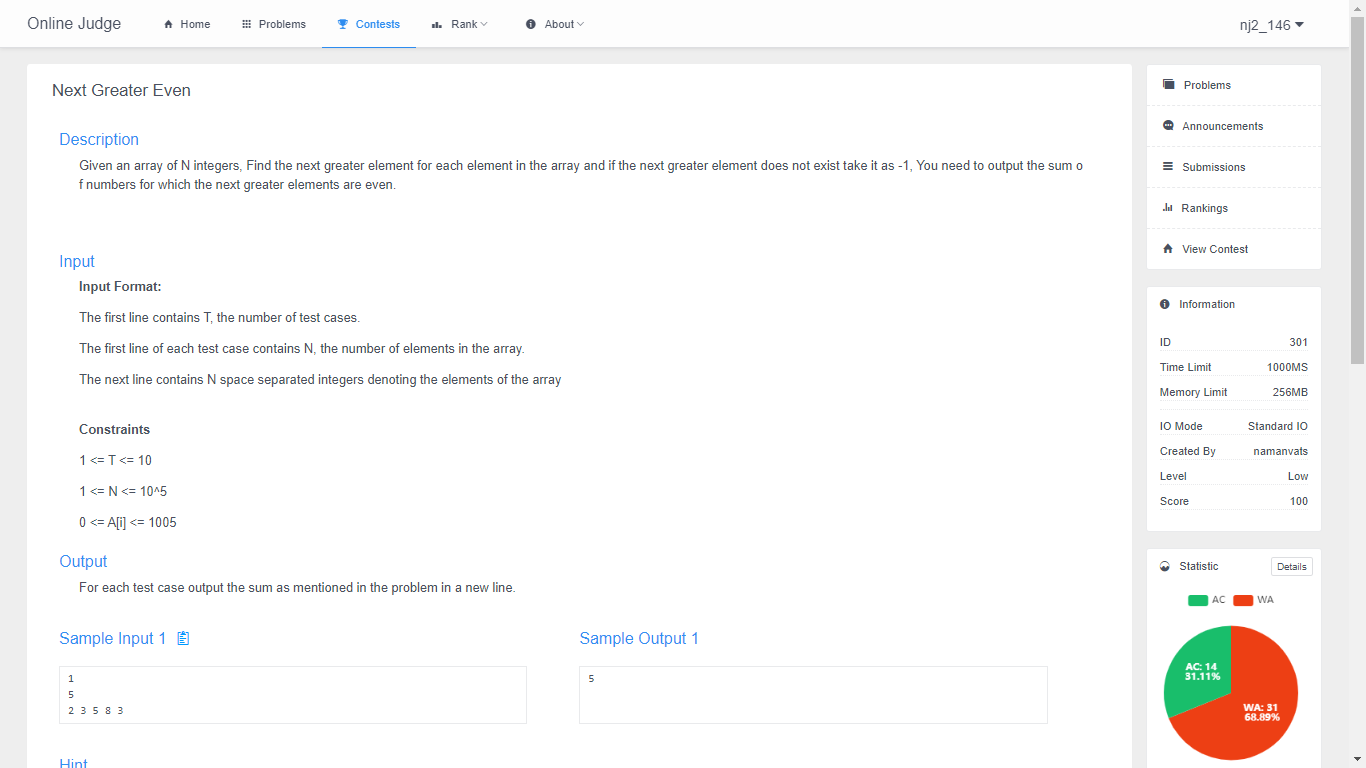 Online Judge
Home
Problems
Contests
Rank
About
nj2_146
Next Greater Even
Description
Given an array of N integers, Find the next greater element for each element in the array and if the next greater element does not exist take it as -1, You need to output the sum o
f numbers for which the next greater elements are even.
Input
Input Format:
The first line contains T, the number of test cases.
The first line of each test case contains N, the number of elements in the array.
The next line contains N space separated integers denoting the elements of the array
Constraints
1 <= T <= 10
1 <= N <= 10^5
0 <= A[i] <= 1005
Output
For each test case output the sum as mentioned in the problem in a new line.
Sample Input 1
1
5
2 3 5 8 3
Sample Output 1
5
Hint
Problems
Announcements
Submissions
Rankings
View Contest
Information
ID 301
Time Limit 1000MS
Memory Limit 256MB
IO Mode Standard IO
Created By namanvats
Level Low
Score 100
Statistic
Details
AC WA
AC: 14
31.11%
WA: 31
68.89%